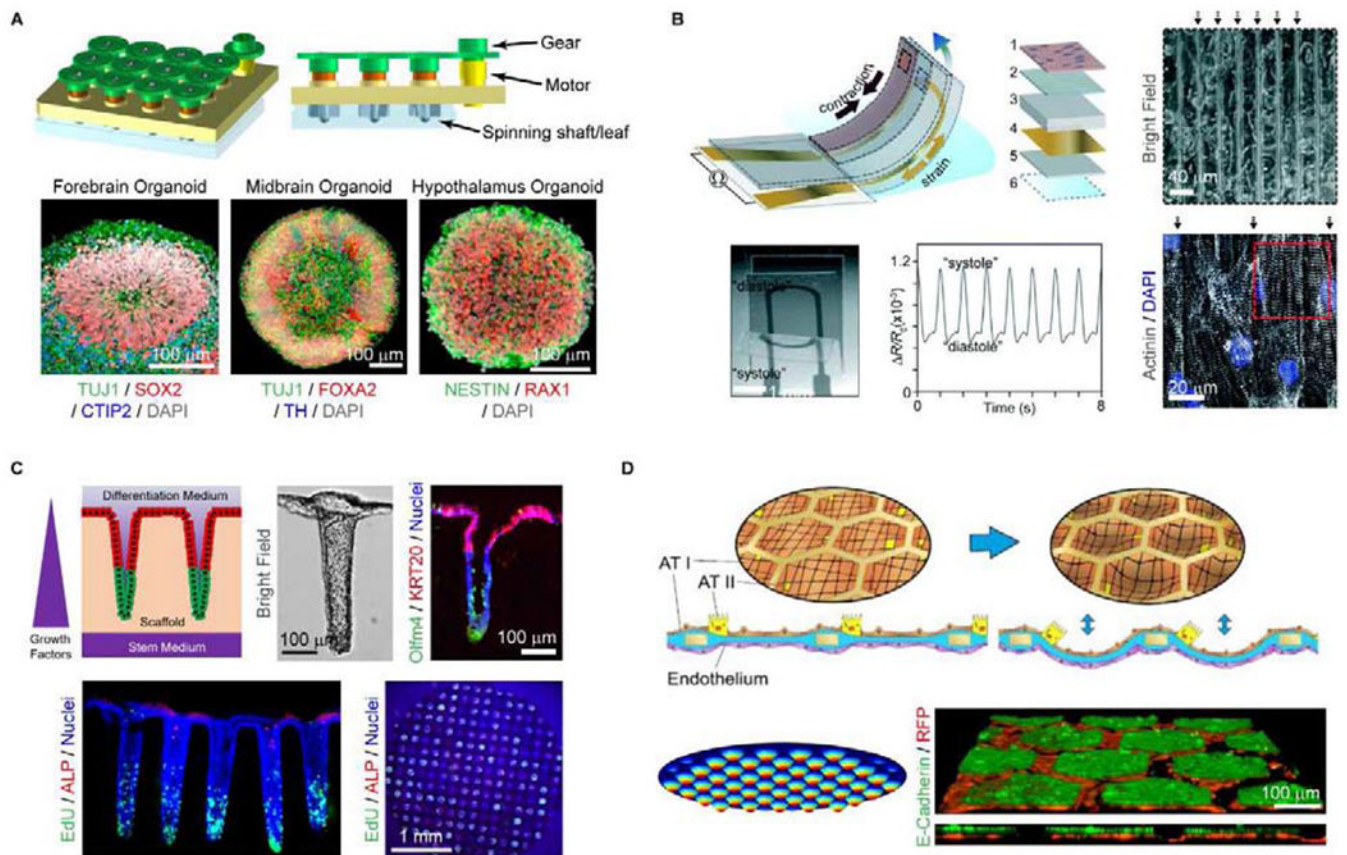 A
Gear
Motor
Spinning shaft/leaf
Forebrain Organoid
Midbrain Organoid
Hypothalamus Organoid
100 μm
100 μm
100 μm
TUJ1 / SOX2
/ CTIP2 / DAPI
TUJ1 / FOXA2
/ TH / DAPI
NESTIN / RAX1
/ DAPI
B
contraction
strain
Ω
1
2
3
4
5
6
Bright Field
40 μm
"diastole"
"systole"
1.2
0.8
0.4
0
ΔR/R₀(x10⁻³)
"systole"
"diastole"
0
4
8
Time (s)
Actinin / DAPI
20 μm
C
Growth
Factors
Differentiation Medium
Scaffold
Stem Medium
Bright Field
100 μm
Olfm4 / KRT20 / Nuclei
100 μm
EdU / ALP / Nuclei
EdU / ALP / Nuclei
1 mm
D
AT I
AT II
Endothelium
E-Cadherin / RFP
100 μm